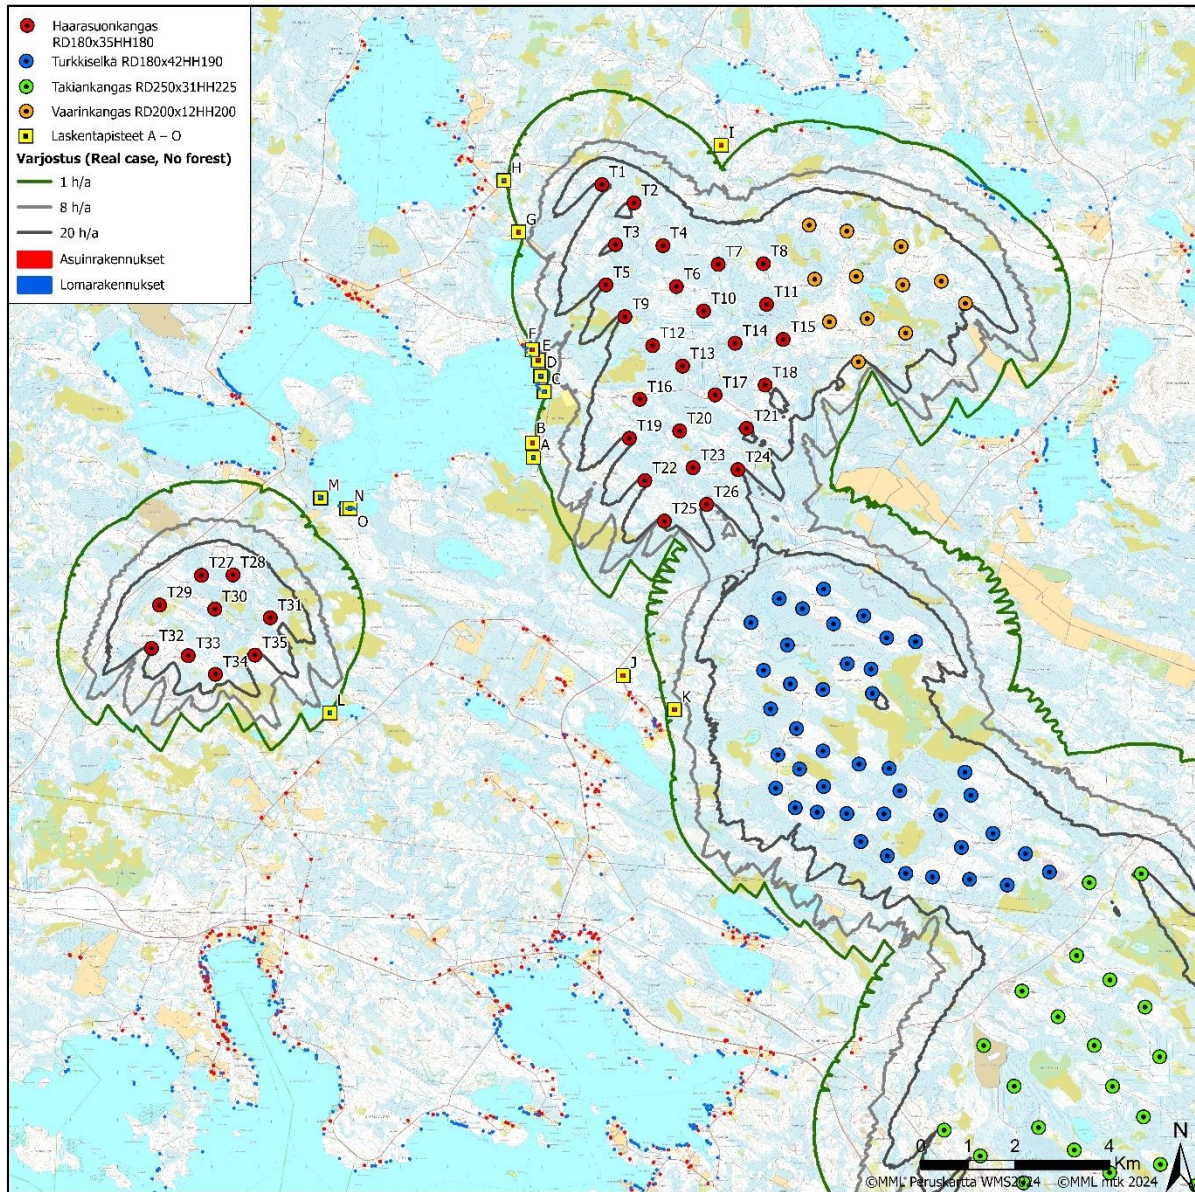 Haarasuonkangas
RD180x35HH180
Turkkiselkä RD180x42HH190
Takiankangas RD250x31HH225
Vaarinkangas RD200x12HH200
Laskentapisteet A – O
Varjostus (Real case, No forest)
1 h/a
8 h/a
20 h/a
Asuinrakennukset
Lomarakennukset
I
H
T1
T2
G
T3
T4
T7
T8
T5
T6
T9
T10
T11
F
E
T12
T14
T15
D
T13
C
T16
T17
T18
B
T19
T20
T21
A
T22
T23
T24
M
N
O
T25
T26
T27
T28
T29
T30
T31
T32
T33
T34
T35
J
K
L
N
0
1
2
4
Km
©MML Peruskartta WMS2024 ©MML mtk 2024